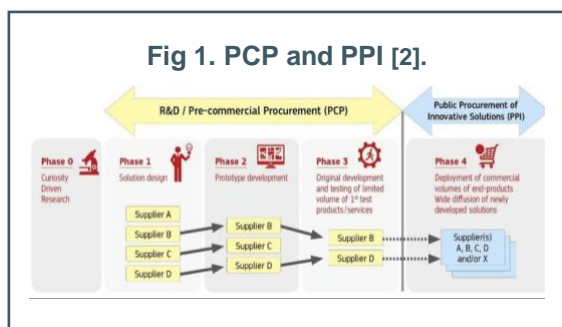 Fig 1. PCP and PPI [2].
R&D / Pre-commercial Procurement (PCP)
Public Procurement of
Innovative Solutions (PPI)
Phase 0
Curiosity
Driven
Research
Phase 1
Solution design
Phase 2
Prototype development
Phase 3
Original development
and testing of limited
volume of 1st test
products/services
Phase 4
Deployment of commercial
volumes of end-products
Wide diffusion of newly
developed solutions
Supplier A
Supplier B
Supplier C
Supplier D
Supplier B
Supplier C
Supplier D
Supplier B
Supplier D
Supplier(s)
A, B, C, D
and/or X